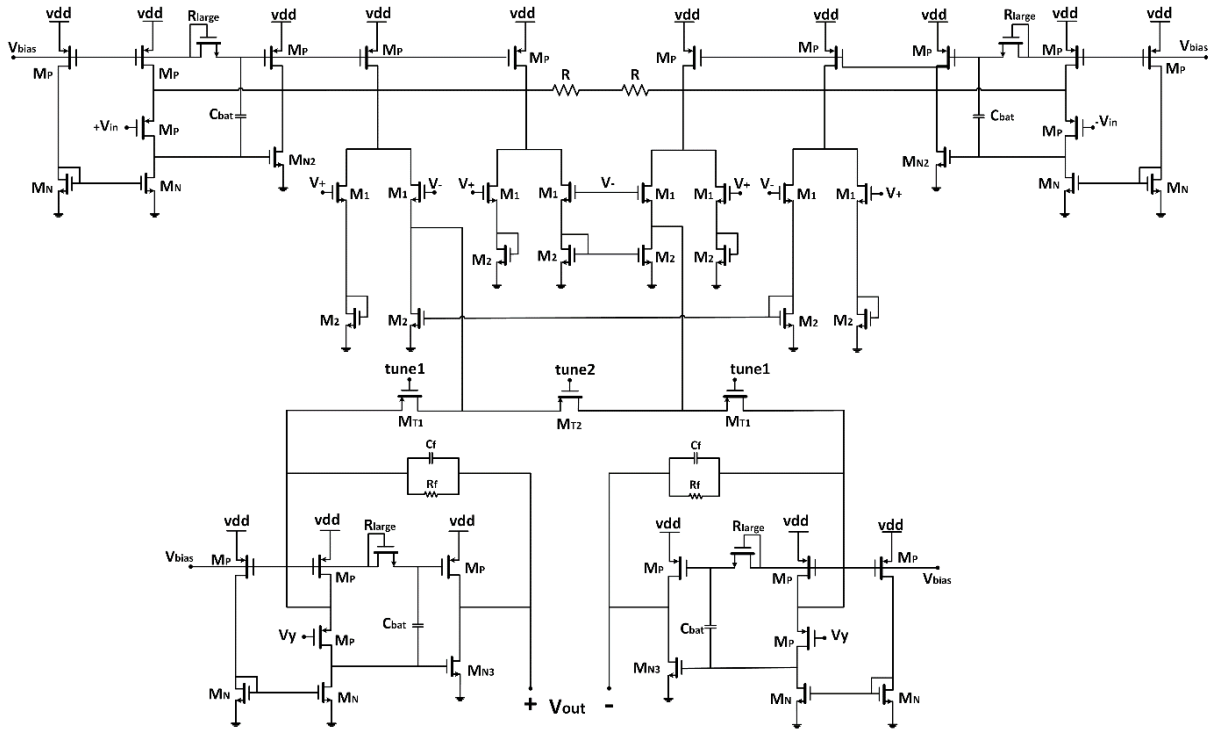 vdd vdd Rlarge vdd vdd vdd vdd vdd vdd Rlarge vdd vdd
Vbias MP MP MP MP MP MP MP Vbias
MP MP R R MP
+Vin MP Cbat Cbat MP -Vin
MN MN MN2 MN2 MN MN
V+ M1 M1 V- V+ M1 M1 V- M1 M1 V+ V- M1 M1 V+
M2 M2 M2 M2
M2 M2 M2 M2
tune1 tune2 tune1
MT1 MT2 MT1
Cf Cf
Rf Rf
vdd vdd Rlarge vdd vdd Rlarge vdd vdd
Vbias MP MP MP MP MP MP Vbias
Vy MP Cbat Cbat MP Vy
MN MN MN3 MN3 MN MN
+ Vout -